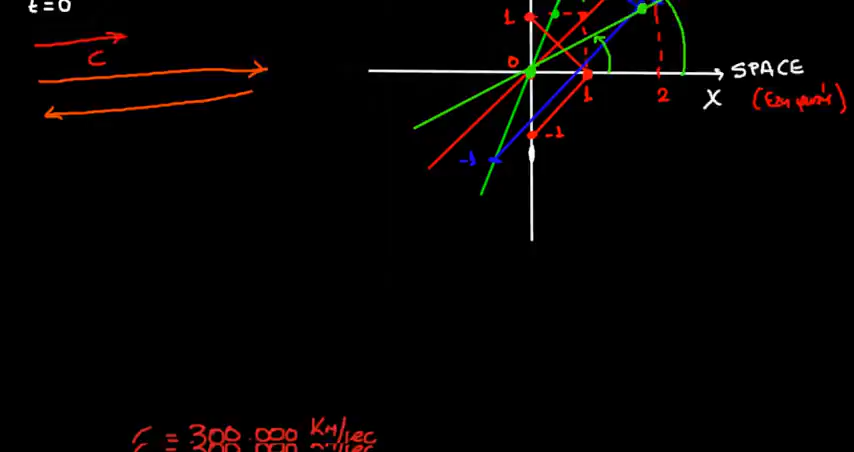 t=0
C
1
0
SPACE
1
2
X
-1
-1
c = 300.000 Km/sec